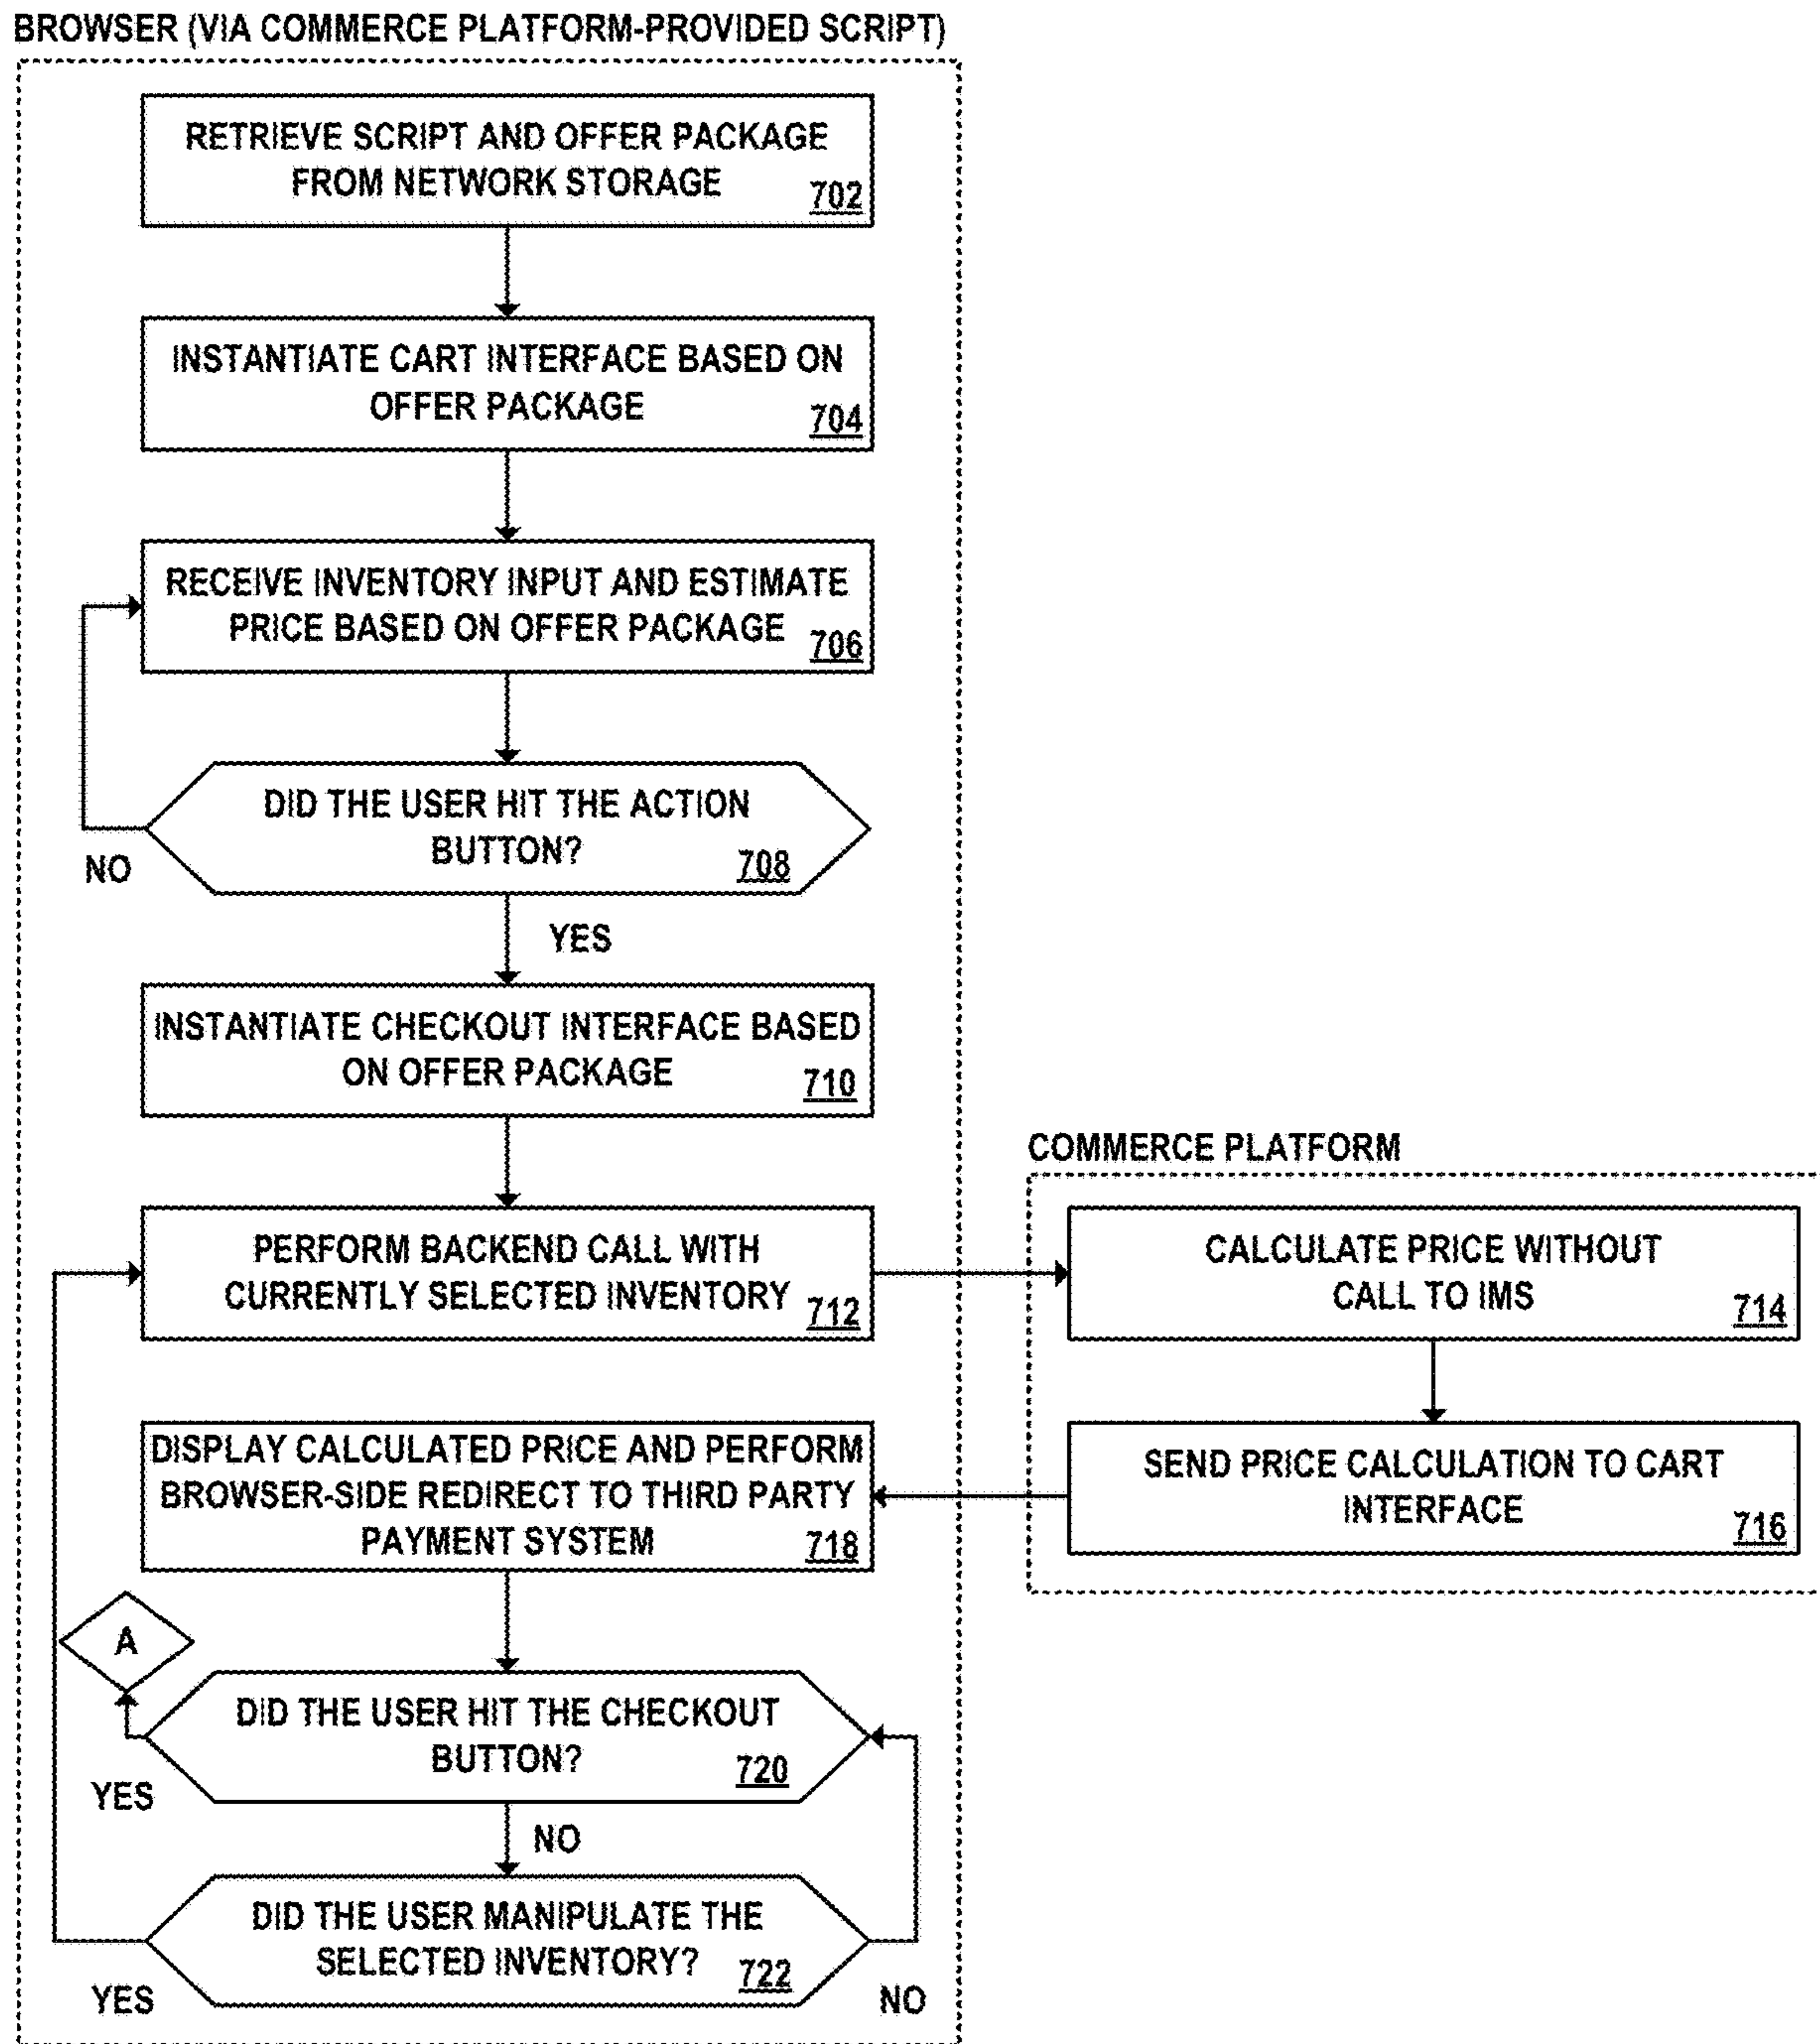 BROWSER (VIA COMMERCE PLATFORM-PROVIDED SCRIPT)
RETRIEVE SCRIPT AND OFFER PACKAGE
FROM NETWORK STORAGE
702
INSTANTIATE CART INTERFACE BASED ON
OFFER PACKAGE
704
RECEIVE INVENTORY INPUT AND ESTIMATE
PRICE BASED ON OFFER PACKAGE
706
DID THE USER HIT THE ACTION
BUTTON?
708
NO
YES
INSTANTIATE CHECKOUT INTERFACE BASED
ON OFFER PACKAGE
710
COMMERCE PLATFORM
PERFORM BACKEND CALL WITH
CURRENTLY SELECTED INVENTORY
712
CALCULATE PRICE WITHOUT
CALL TO IMS
714
SEND PRICE CALCULATION TO CART
INTERFACE
716
DISPLAY CALCULATED PRICE AND PERFORM
BROWSER-SIDE REDIRECT TO THIRD PARTY
PAYMENT SYSTEM
718
A
DID THE USER HIT THE CHECKOUT
BUTTON?
720
YES
NO
DID THE USER MANIPULATE THE
SELECTED INVENTORY?
722
YES
NO